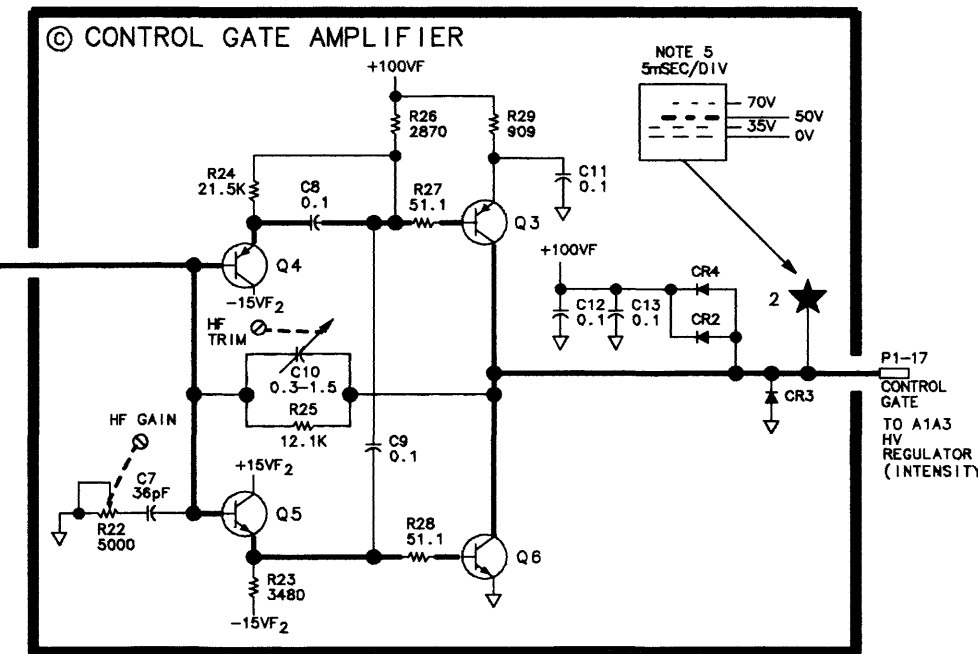 Ⓒ CONTROL GATE AMPLIFIER
+100VF
NOTE 5
5mSEC/DIV
70V
50V
35V
0V
R26
2870
R29
909
R24
21.5K
C8
0.1
R27
51.1
C11
0.1
Q3
Q4
-15VF2
+100VF
CR4
2
C12
0.1
C13
0.1
CR2
HF
TRIM
C10
0.3-1.5
P1-17
CONTROL
GATE
CR3
R25
12.1K
TO A1A3
HV
REGULATOR
(INTENSITY
HF GAIN
C9
0.1
+15VF2
C7
36pF
Q5
R22
5000
R28
51.1
Q6
R23
3480
-15VF2